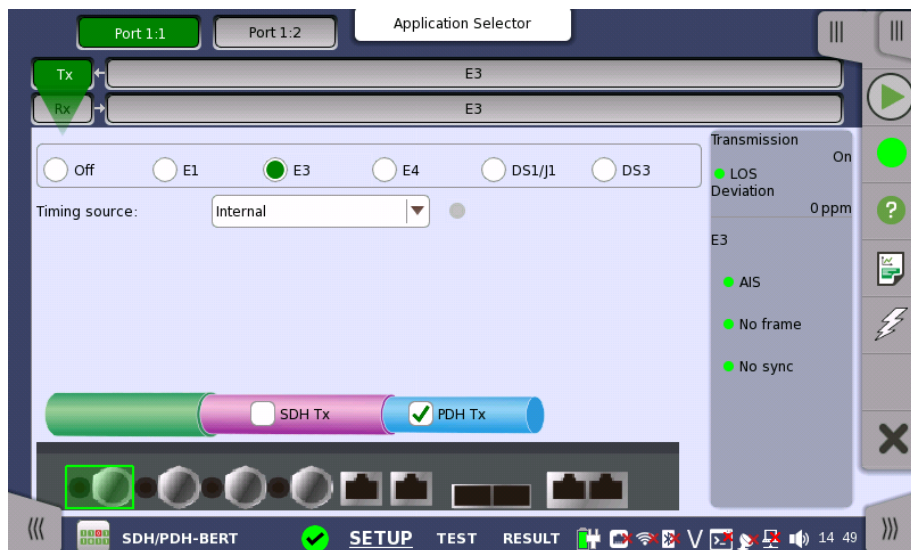 Port 1:1
Port 1:2
Application Selector
Tx
E3
Rx
E3
Off
E1
E3
E4
DS1/J1
DS3
Timing source:
Internal
Transmission
On
LOS
Deviation
0 ppm
E3
AIS
No frame
No sync
SDH Tx
PDH Tx
SDH/PDH-BERT
SETUP
TEST
RESULT
V
14 49